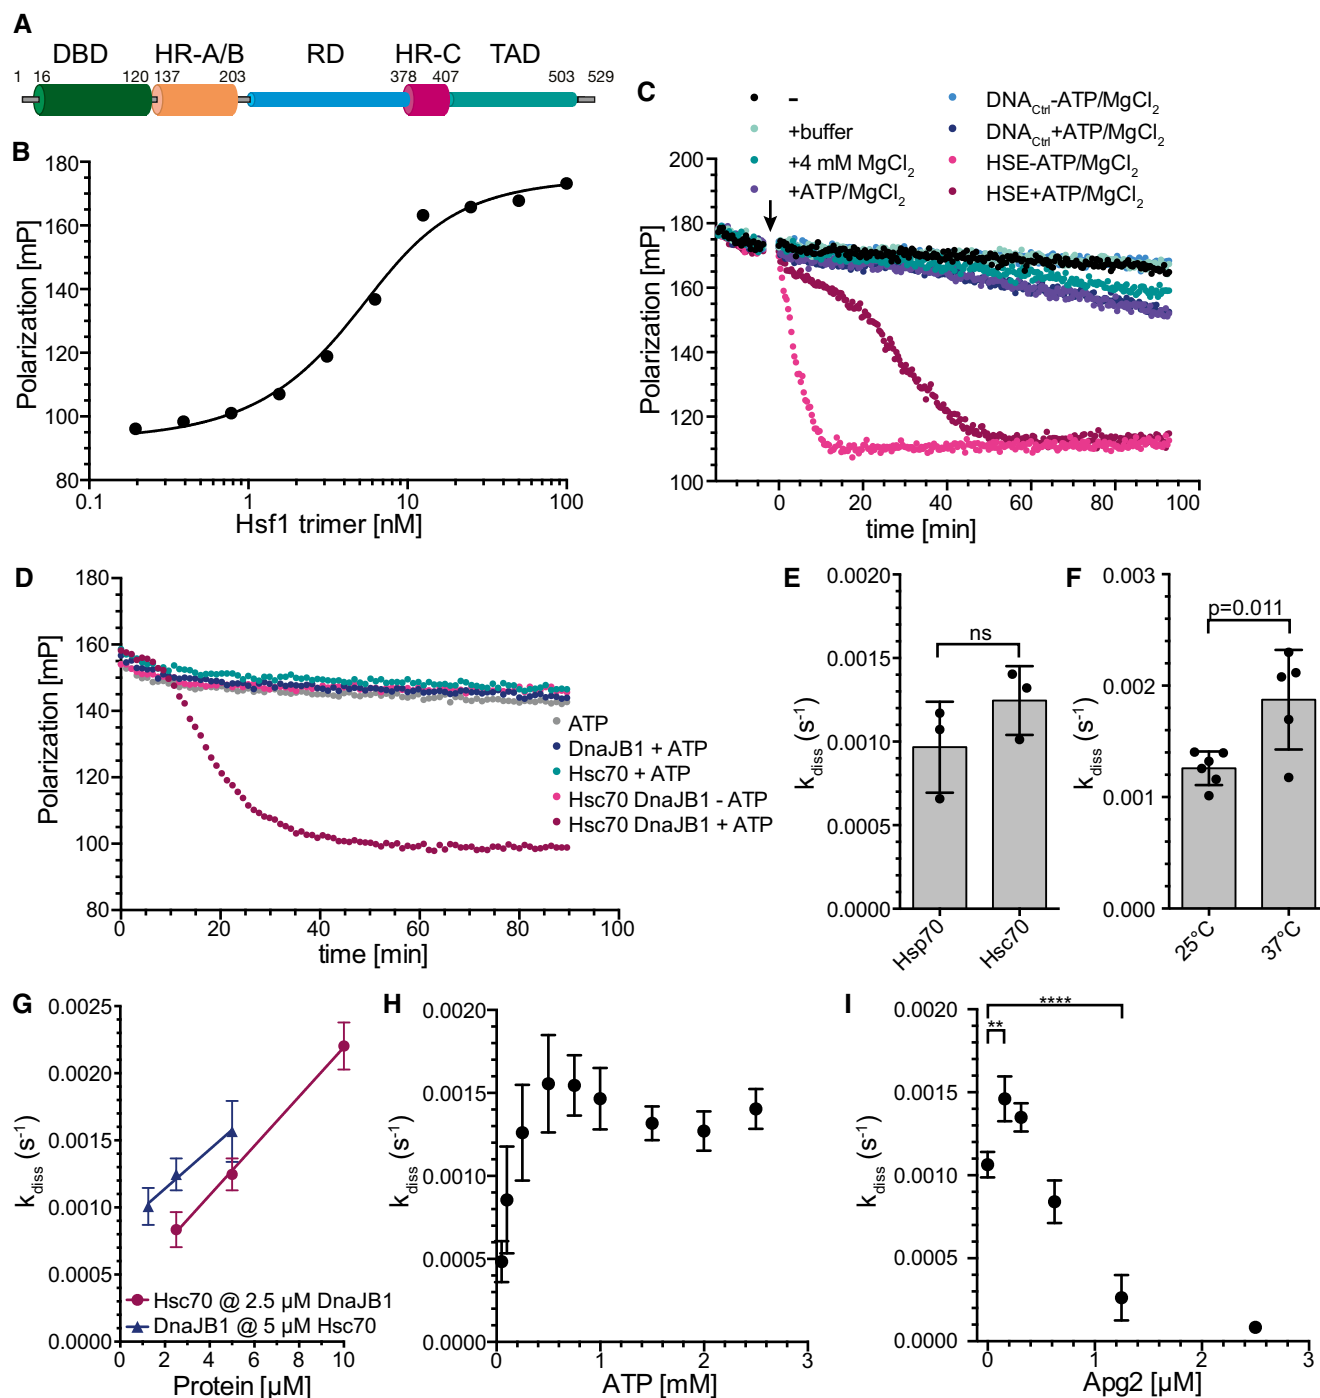 A
DBD HR-A/B RD HR-C TAD
1 16 120 137 203 378 407 503 529
B
180
160
140
120
100
80
Polarization [mP]
0.1 1 10 100
Hsf1 trimer [nM]
C
–
+buffer
+4 mM MgCl2
+ATP/MgCl2
DNACtrl-ATP/MgCl2
DNACtrl+ATP/MgCl2
HSE-ATP/MgCl2
HSE+ATP/MgCl2
200
180
160
140
120
100
Polarization [mP]
0 20 40 60 80 100
time [min]
D
180
160
140
120
100
80
Polarization [mP]
ATP
DnaJB1 + ATP
Hsc70 + ATP
Hsc70 DnaJB1 - ATP
Hsc70 DnaJB1 + ATP
0 20 40 60 80 100
time [min]
E
0.0020
0.0015
0.0010
0.0005
0.0000
kdiss (s-1)
ns
Hsp70 Hsc70
F
0.003
0.002
0.001
0.000
kdiss (s-1)
p=0.011
25°C 37°C
G
0.0025
0.0020
0.0015
0.0010
0.0005
0.0000
kdiss (s-1)
Hsc70 @ 2.5 µM DnaJB1
DnaJB1 @ 5 µM Hsc70
0 2 4 6 8 10
Protein [µM]
H
0.0020
0.0015
0.0010
0.0005
0.0000
kdiss (s-1)
0 1 2 3
ATP [mM]
I
0.0020
0.0015
0.0010
0.0005
0.0000
kdiss (s-1)
****
**
0 1 2 3
Apg2 [µM]